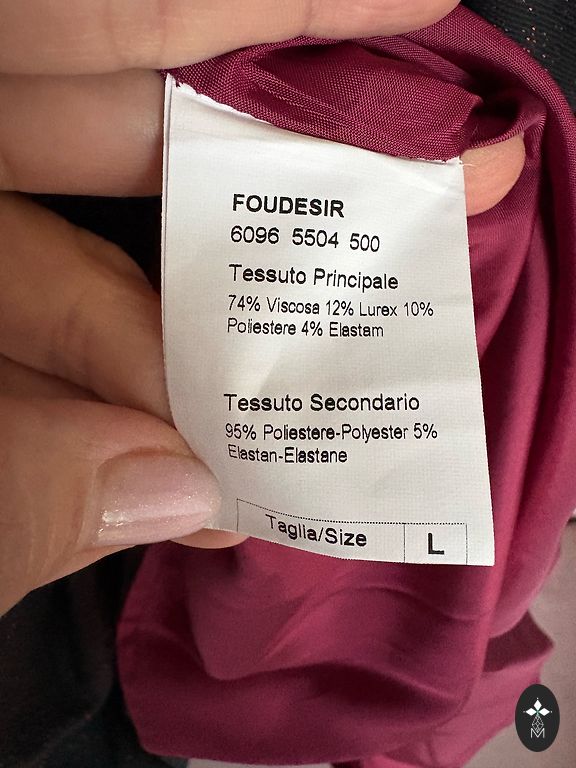 FOUDESIR
6096 5504 500
Tessuto Principale
74% Viscosa 12% Lurex 10%
Poliestere 4% Elastam
Tessuto Secondario
95% Poliestere-Polyester 5%
Elastan-Elastane
Taglia/Size L